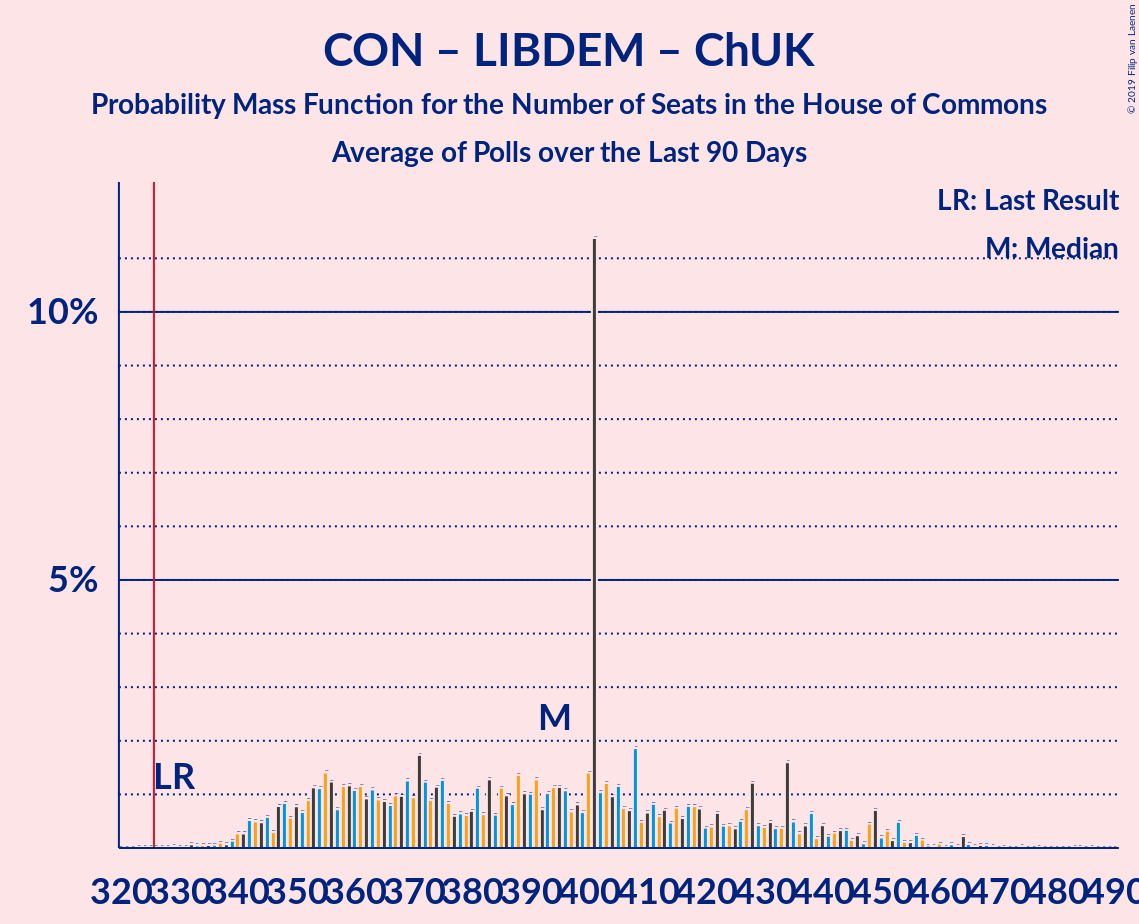 CON – LIBDEM – ChUK
Probability Mass Function for the Number of Seats in the House of Commons
Average of Polls over the Last 90 Days
© 2019 Filip van Laenen
LR: Last Result
M: Median
10%
5%
M
LR
320 330 340 350 360 370 380 390 400 410 420 430 440 450 460 470 480 490